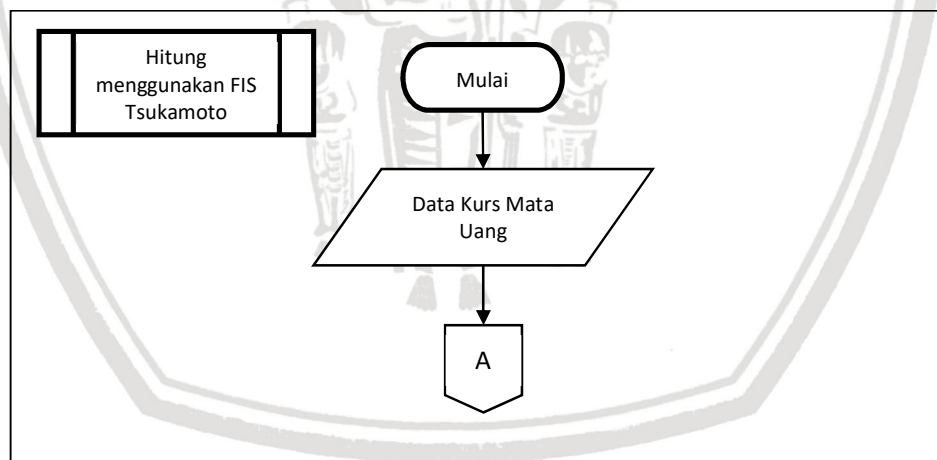 Hitung
menggunakan FIS
Tsukamoto
Mulai
Data Kurs Mata
Uang
A